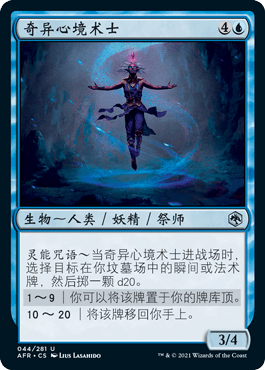 奇异心境术士 4
生物~人类 / 妖精 / 祭师
灵能咒语~当奇异心境术士进战场时，
选择目标在你坟墓场中的瞬间或法术
牌，然后掷一颗 d20。
1~9 | 你可以将该牌置于你的牌库顶。
10~20 | 将该牌移回你手上。
3/4
044/281 U
AFR • CS LIUS LASAHIDO
™ & © 2021 Wizards of the Coast